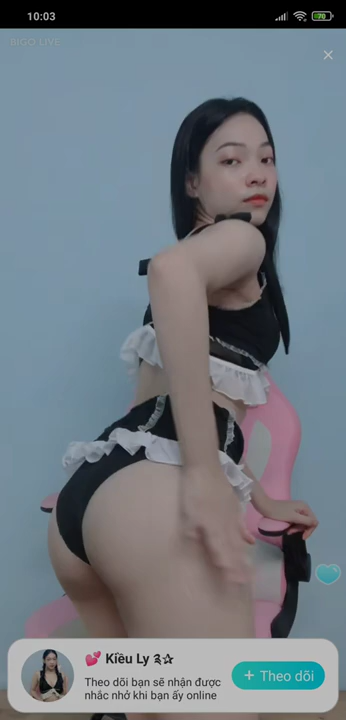 10:03
70
BIGO LIVE
💕 Kiều Ly ३☆
Theo dõi bạn sẽ nhận được
nhắc nhở khi bạn ấy online
+ Theo dõi